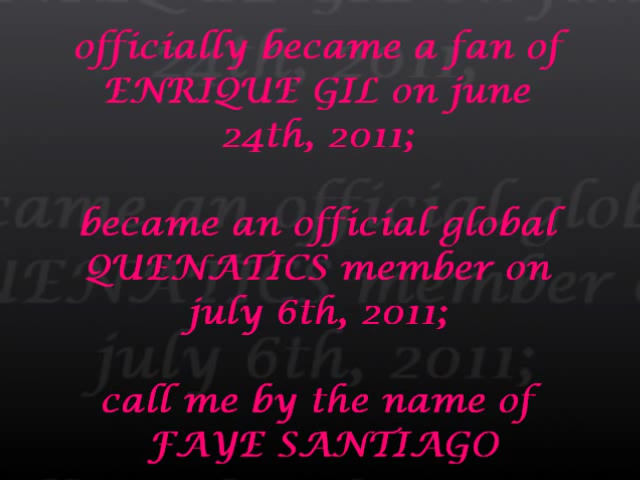 officially became a fan of
ENRIQUE GIL on june
24th, 2011;
became an official global
QUENATICS member on
july 6th, 2011;
call me by the name of
FAYE SANTIAGO